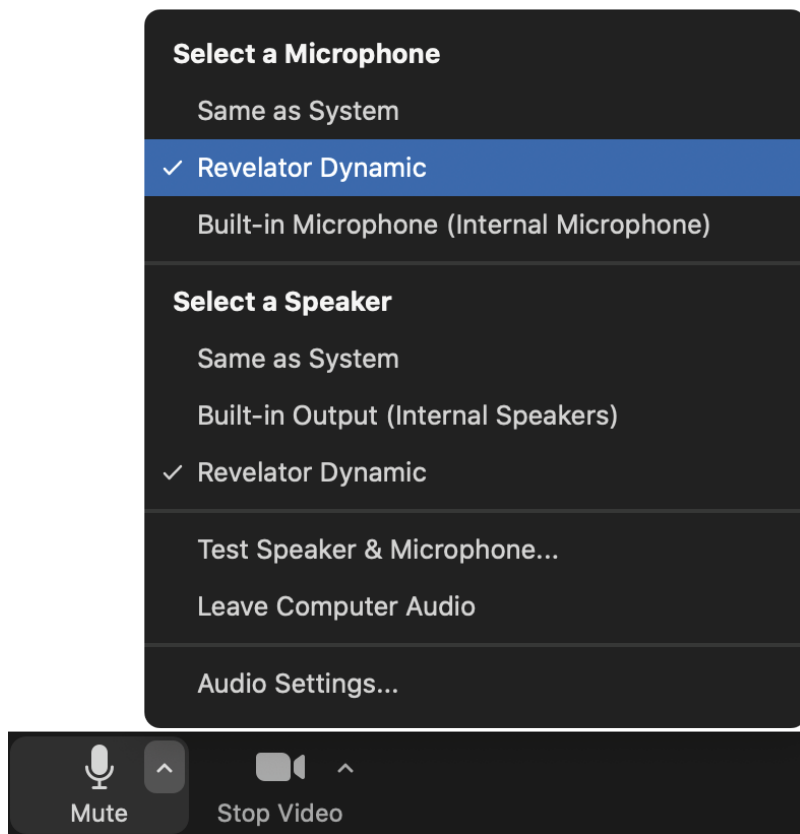 Select a Microphone
Same as System
✓ Revelator Dynamic
Built-in Microphone (Internal Microphone)
Select a Speaker
Same as System
Built-in Output (Internal Speakers)
✓ Revelator Dynamic
Test Speaker & Microphone...
Leave Computer Audio
Audio Settings...
Mute
Stop Video